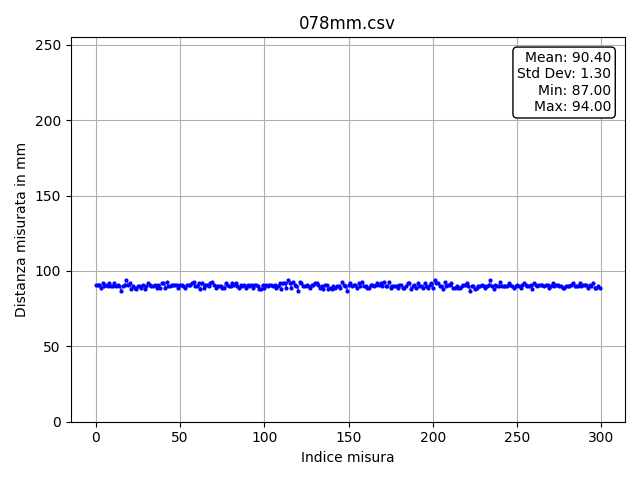 078mm.csv
Mean: 90.40
Std Dev: 1.30
Min: 87.00
Max: 94.00
Distanza misurata in mm
250
200
150
100
50
0
0 50 100 150 200 250 300
Indice misura